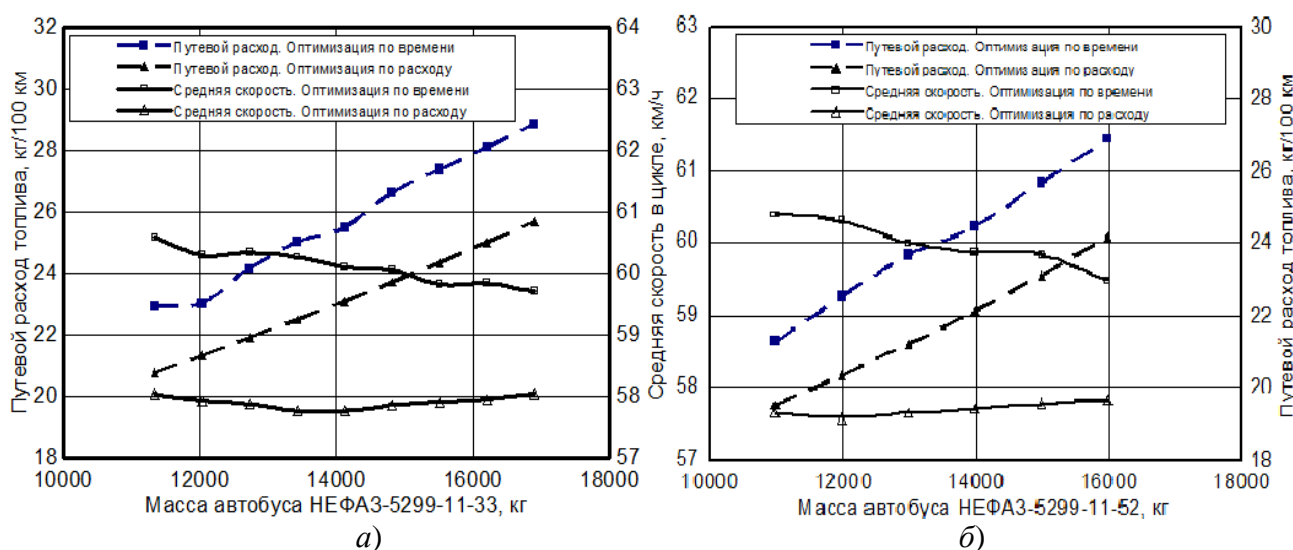 Путевой расход топлива, кг/100 км
32
30
28
26
24
22
20
18
Путевой расход. Оптимизация по времени
Путевой расход. Оптимизация по расходу
Средняя скорость. Оптимизация по времени
Средняя скорость. Оптимизация по расходу
64
63
62
61
60
59
58
57
10000 12000 14000 16000 18000
Масса автобуса НЕФАЗ-5299-11-33, кг
а)
Средняя скорость в цикле, км/ч
63
62
61
60
59
58
57
Путевой расход. Оптимизация по времени
Путевой расход. Оптимизация по расходу
Средняя скорость. Оптимизация по времени
Средняя скорость. Оптимизация по расходу
30
28
26
24
22
20
18
Путевой расход топлива, кг/100 км
10000 12000 14000 16000 18000
Масса автобуса НЕФАЗ-5299-11-52, кг
б)